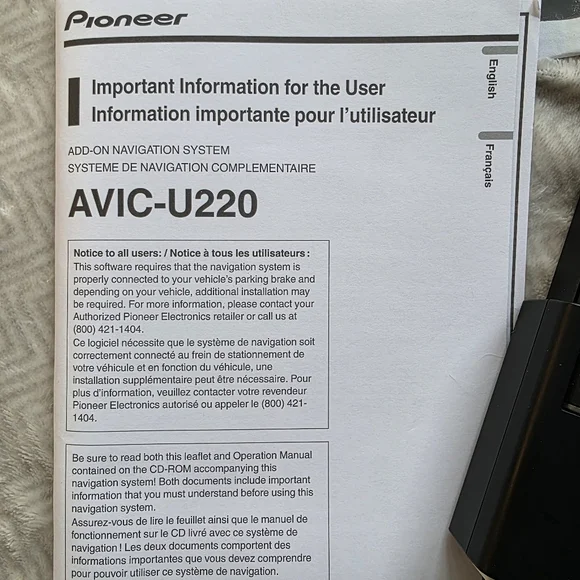 Pioneer
English
Français
Important Information for the User
Information importante pour l'utilisateur
ADD-ON NAVIGATION SYSTEM
SYSTEME DE NAVIGATION COMPLEMENTAIRE
AVIC-U220
Notice to all users: / Notice à tous les utilisateurs :
This software requires that the navigation system is
properly connected to your vehicle's parking brake and
depending on your vehicle, additional installation may
be required. For more information, please contact your
Authorized Pioneer Electronics retailer or call us at
(800) 421-1404.
Ce logiciel nécessite que le système de navigation soit
correctement connecté au frein de stationnement de
votre véhicule et en fonction du véhicule, une
installation supplémentaire peut être nécessaire. Pour
plus d'information, veuillez contacter votre revendeur
Pioneer Electronics autorisé ou appeler le (800) 421-
1404.
Be sure to read both this leaflet and Operation Manual
contained on the CD-ROM accompanying this
navigation system! Both documents include important
information that you must understand before using this
navigation system.
Assurez-vous de lire le feuillet ainsi que le manuel de
fonctionnement sur le CD livré avec ce système de
navigation ! Les deux documents comportent des
informations importantes que vous devez comprendre
pour pouvoir utiliser ce système de navigation.